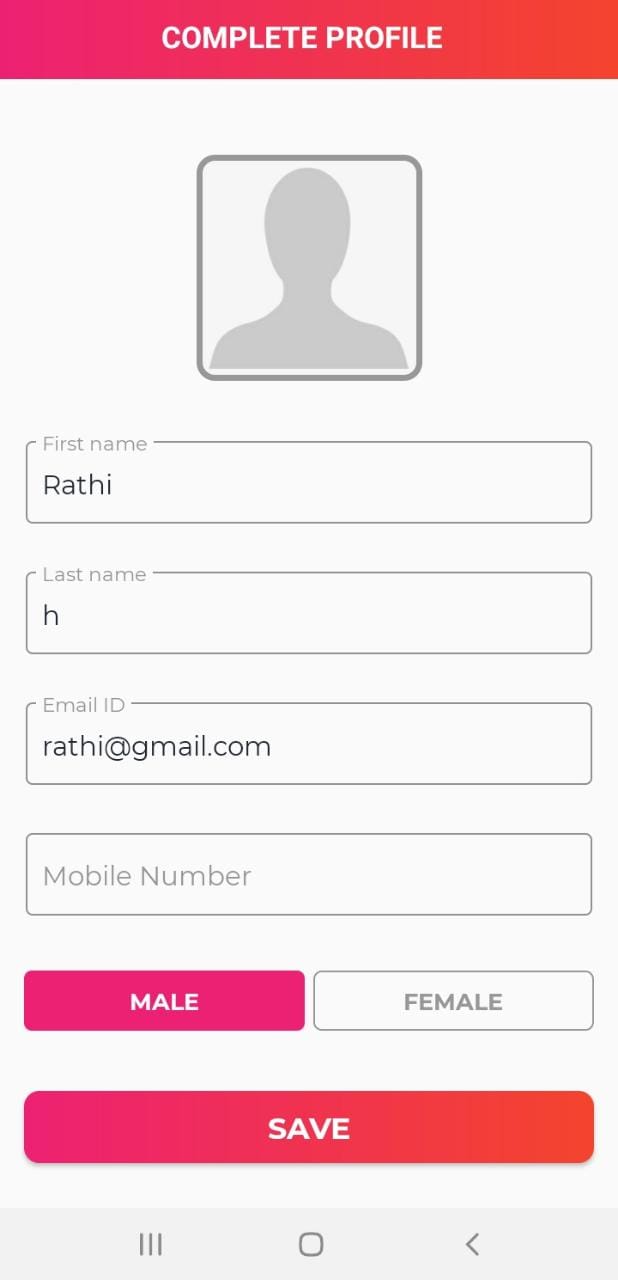 COMPLETE PROFILE
First name
Rathi
Last name
h
Email ID
rathi@gmail.com
Mobile Number
MALE FEMALE
SAVE